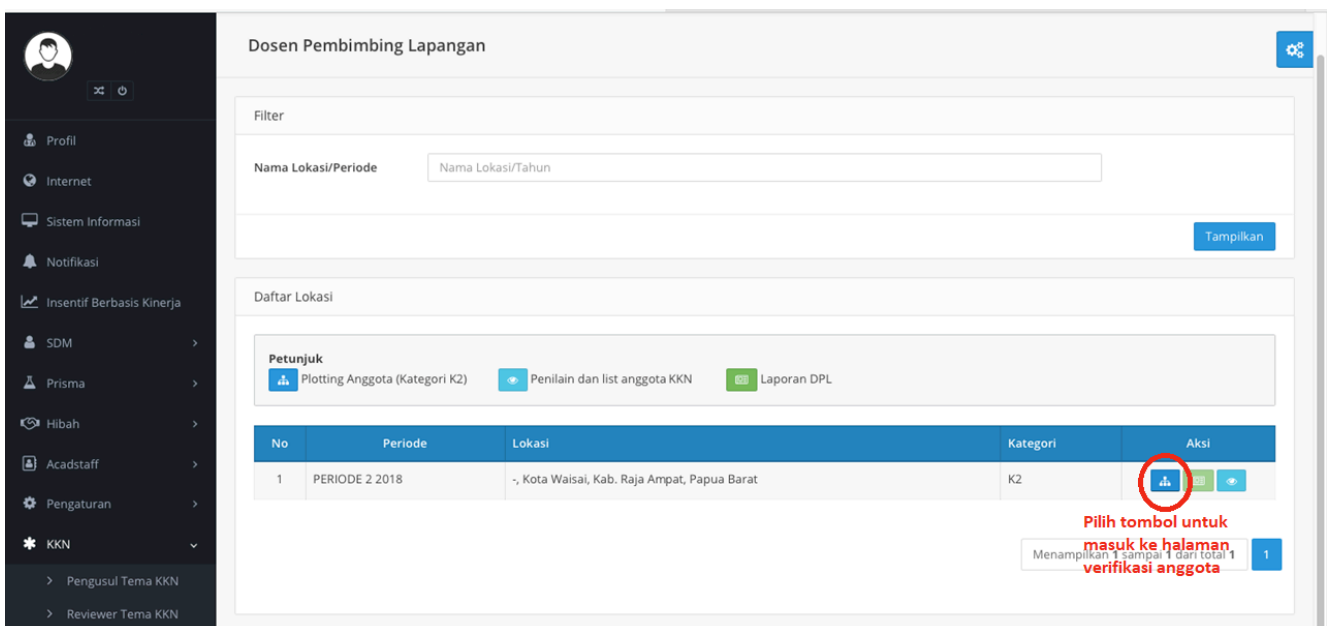 Dosen Pembimbing Lapangan
Profil
Internet
Sistem Informasi
Notifikasi
Insentif Berbasis Kinerja
SDM
Prisma
Hibah
Acadstaff
Pengaturan
KKN
Pengusul Tema KKN
Reviewer Tema KKN
Filter
Nama Lokasi/Periode Nama Lokasi/Tahun
Tampilkan
Daftar Lokasi
Petunjuk
Plotting Anggota (Kategori K2) Penilain dan list anggota KKN Laporan DPL
No Periode Lokasi Kategori Aksi
1 PERIODE 2 2018 -, Kota Waisai, Kab. Raja Ampat, Papua Barat K2
Pilih tombol untuk
masuk ke halaman
verifikasi anggota
Menampilkan 1 sampai 1 dari total 1 1